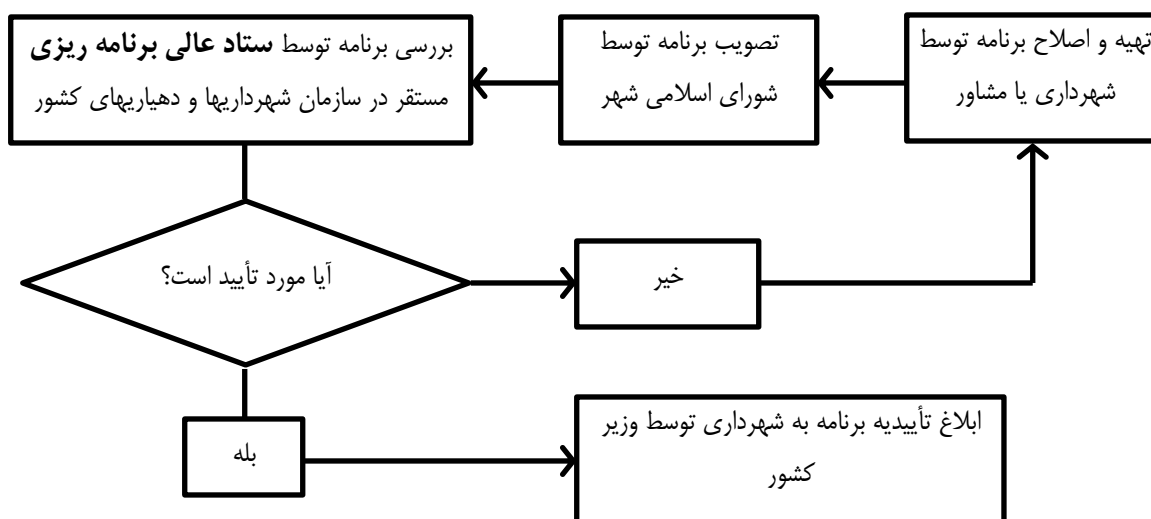 تهیه و اصلاح برنامه توسط
شهرداری یا مشاور
تصویب برنامه توسط
شورای اسلامی شهر
بررسی برنامه توسط ستاد عالی برنامه ریزی
مستقر در سازمان شهرداریها و دهیاریهای کشور
آیا مورد تأیید است؟
خیر
بله
ابلاغ تأییدیه برنامه به شهرداری توسط وزیر
کشور